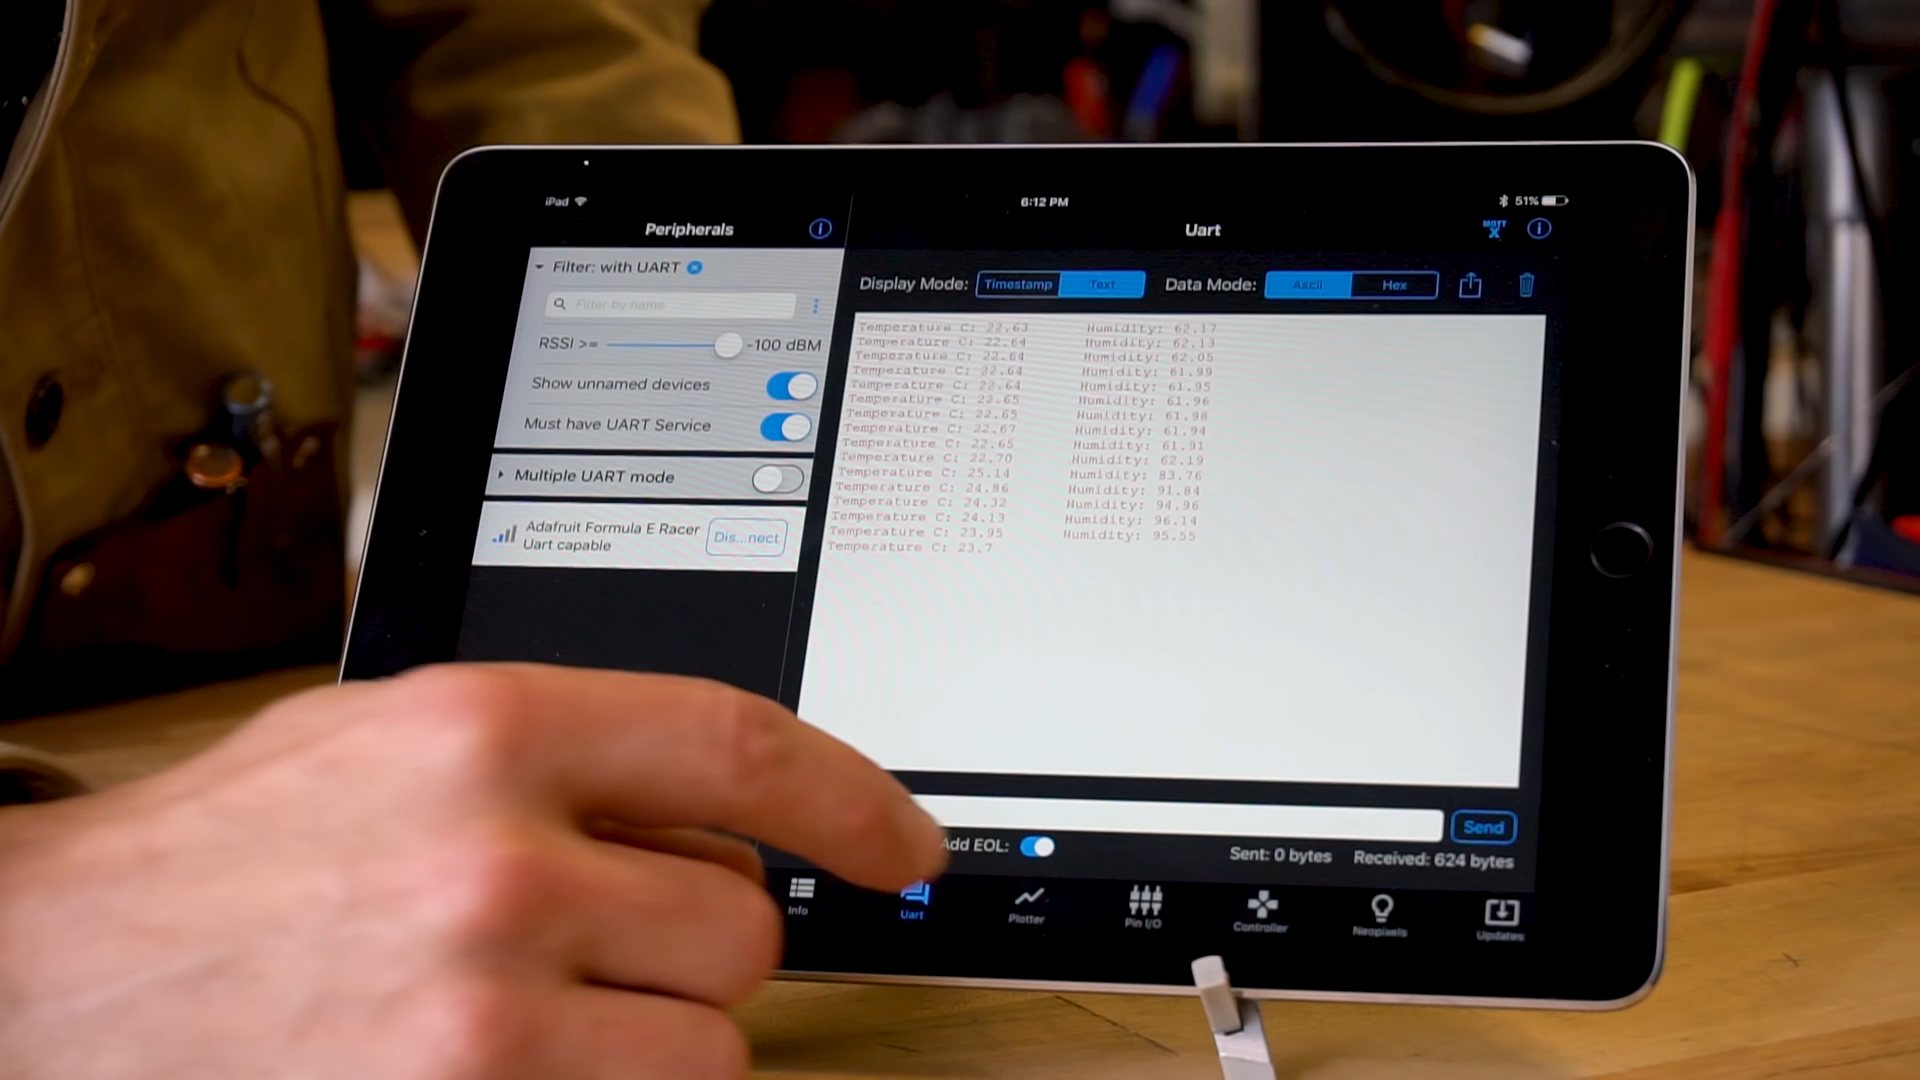 iPad
6:12 PM
51%
Peripherals
Uart
MQTT
Filter: with UART
Filter by name
RSSI >=
-100 dBM
Show unnamed devices
Must have UART Service
Multiple UART mode
Adafruit Formula E Racer
Uart capable
Dis...nect
Display Mode: Timestamp Text Data Mode: Ascii Hex
Temperature C: 22.63 Humidity: 62.17
Temperature C: 22.64 Humidity: 62.13
Temperature C: 22.64 Humidity: 62.05
Temperature C: 22.64 Humidity: 61.99
Temperature C: 22.64 Humidity: 61.95
Temperature C: 22.65 Humidity: 61.96
Temperature C: 22.65 Humidity: 61.98
Temperature C: 22.67 Humidity: 61.94
Temperature C: 22.65 Humidity: 61.91
Temperature C: 22.70 Humidity: 62.19
Temperature C: 25.14 Humidity: 83.76
Temperature C: 24.86 Humidity: 91.84
Temperature C: 24.32 Humidity: 94.96
Temperature C: 24.13 Humidity: 96.14
Temperature C: 23.95 Humidity: 95.55
Temperature C: 23.7
Send
Add EOL:
Sent: 0 bytes Received: 624 bytes
Info Uart Plotter Pin I/O Controller Neopixels Updates